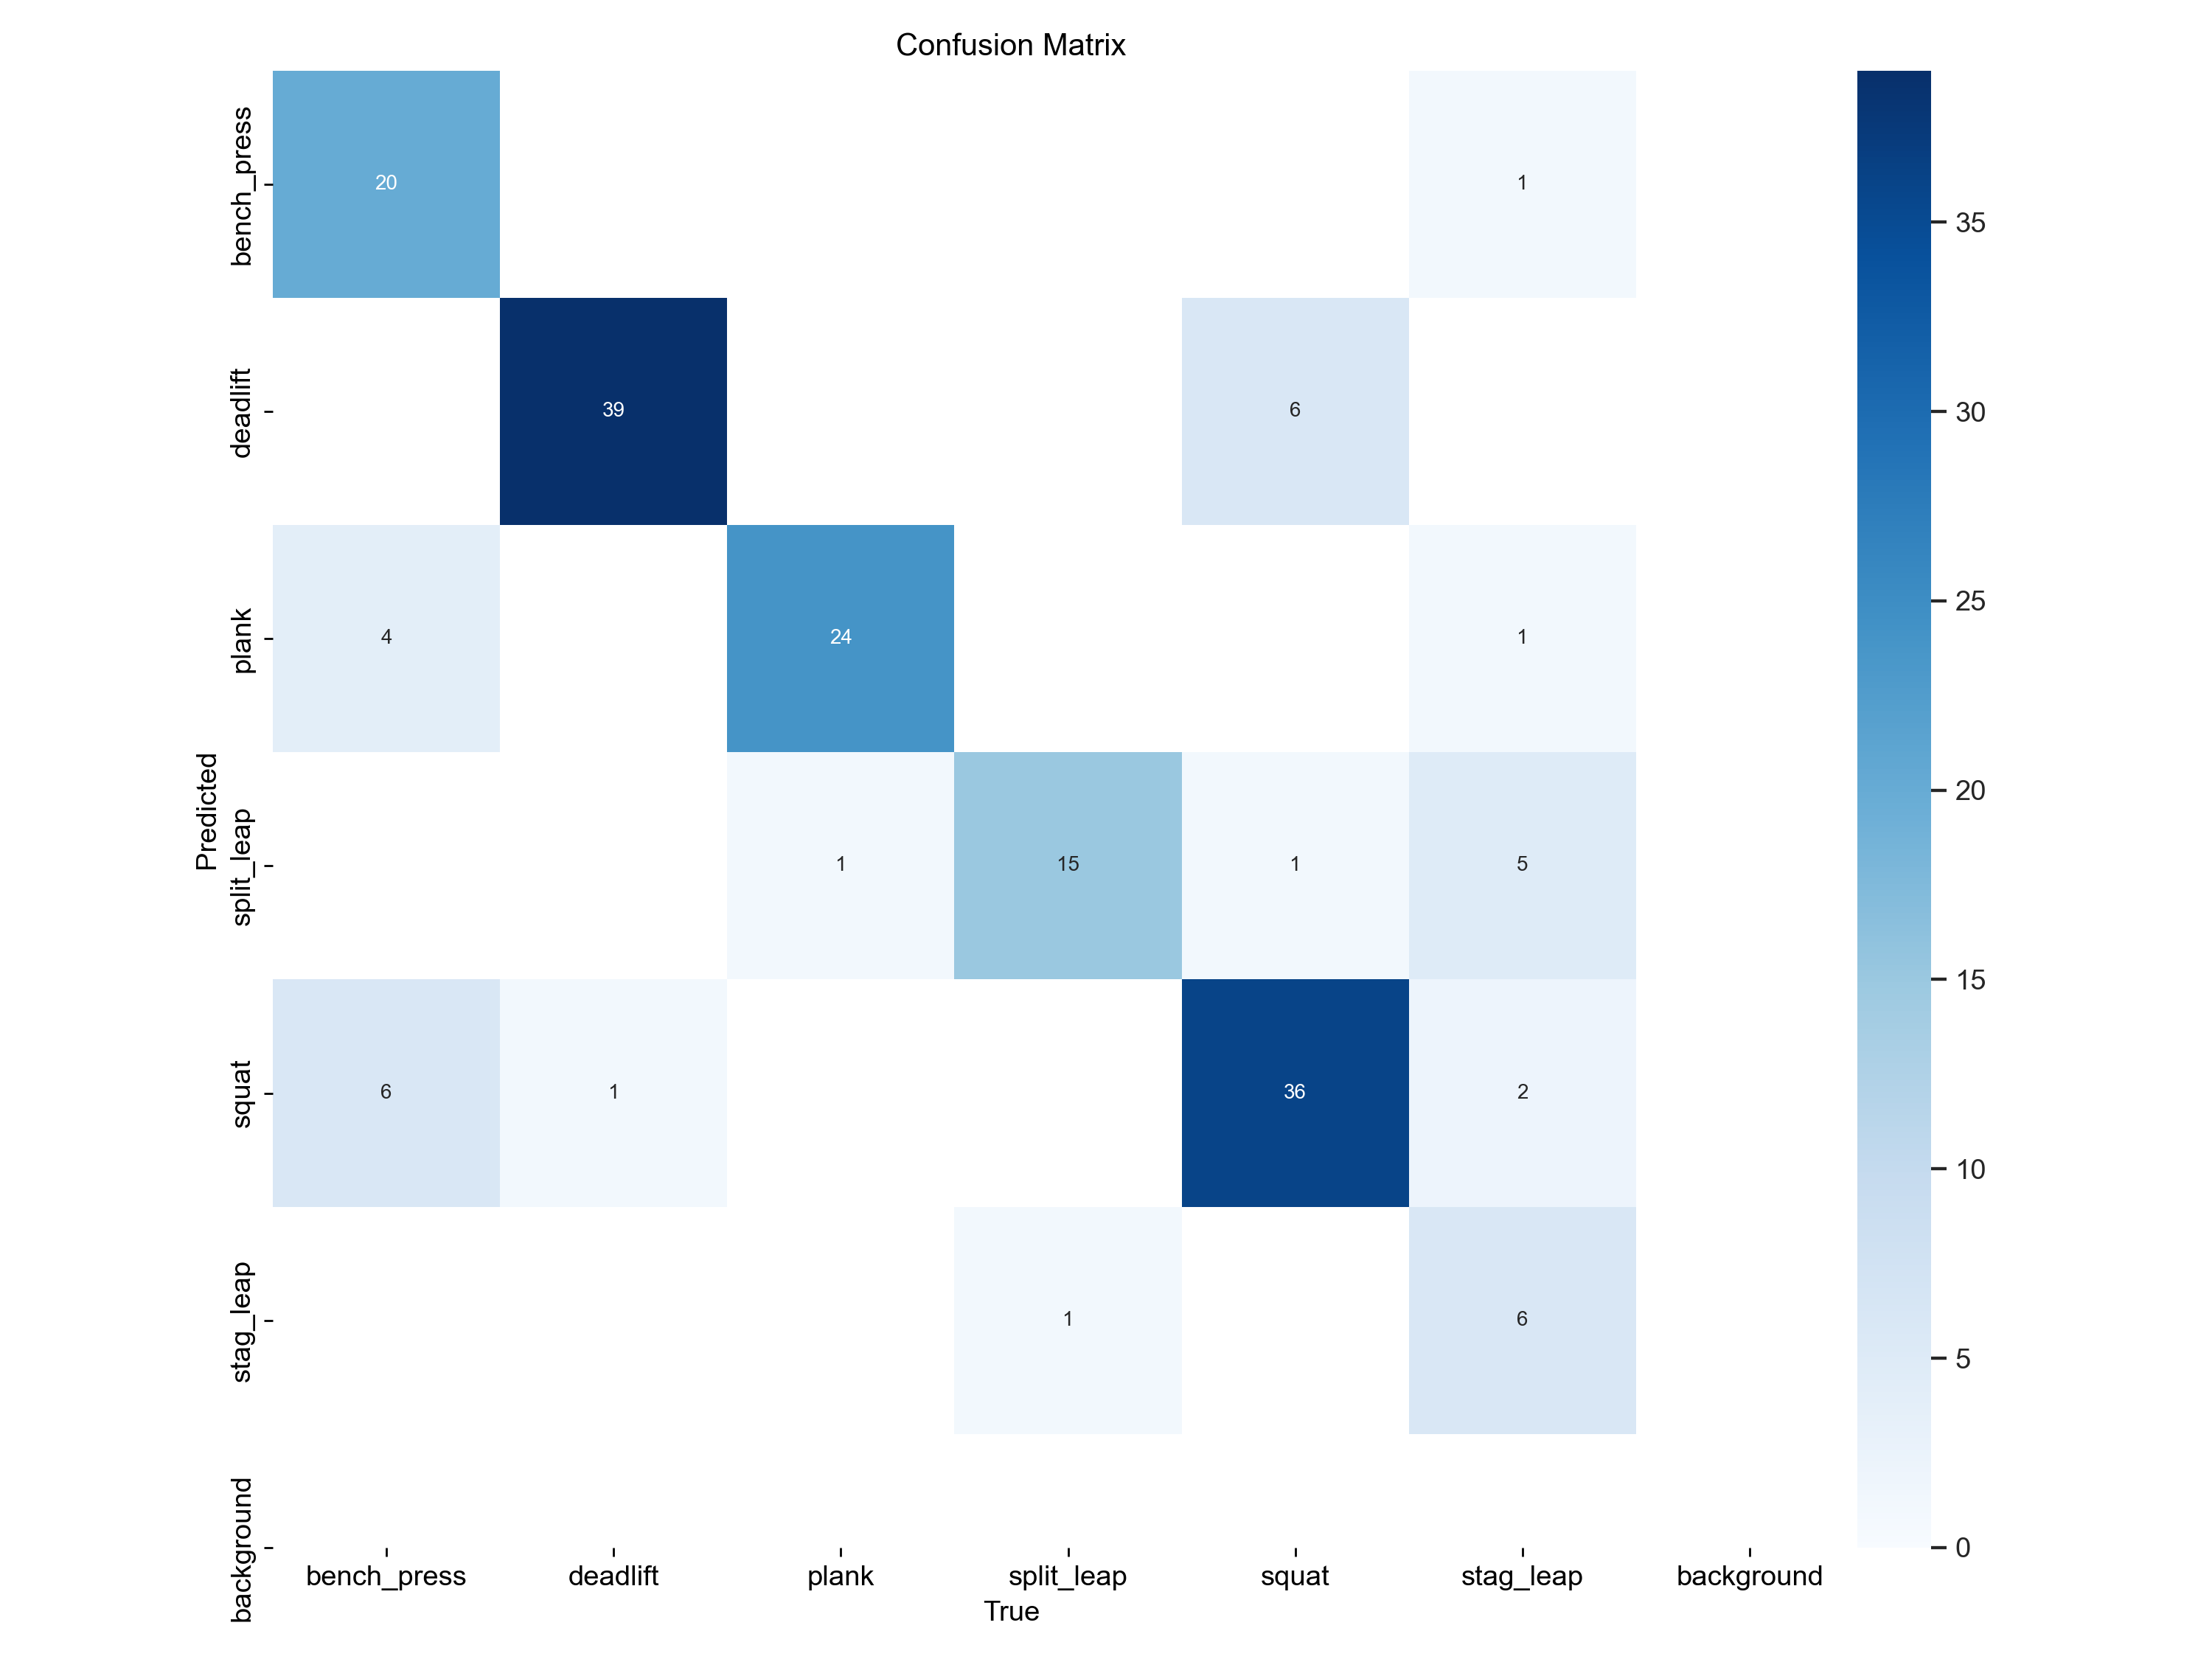 Confusion Matrix
bench_press
20
1
deadlift
39
6
plank
4
24
1
split_leap
1
15
1
5
squat
6
1
36
2
stag_leap
1
6
background
Predicted
bench_press deadlift plank split_leap squat stag_leap background
True
35
30
25
20
15
10
5
0